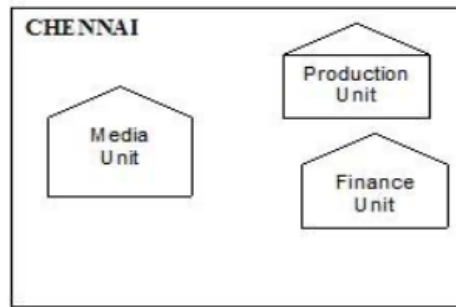 CHENNAI
Production
Unit
Media
Unit
Finance
Unit